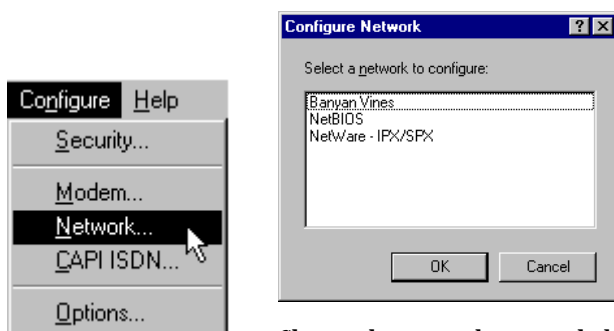 Configure Help
Security...
Modem...
Network...
CAPI ISDN...
Options...
Configure Network
Select a network to configure:
Banyan Vines
NetBIOS
NetWare - IPX/SPX
OK Cancel